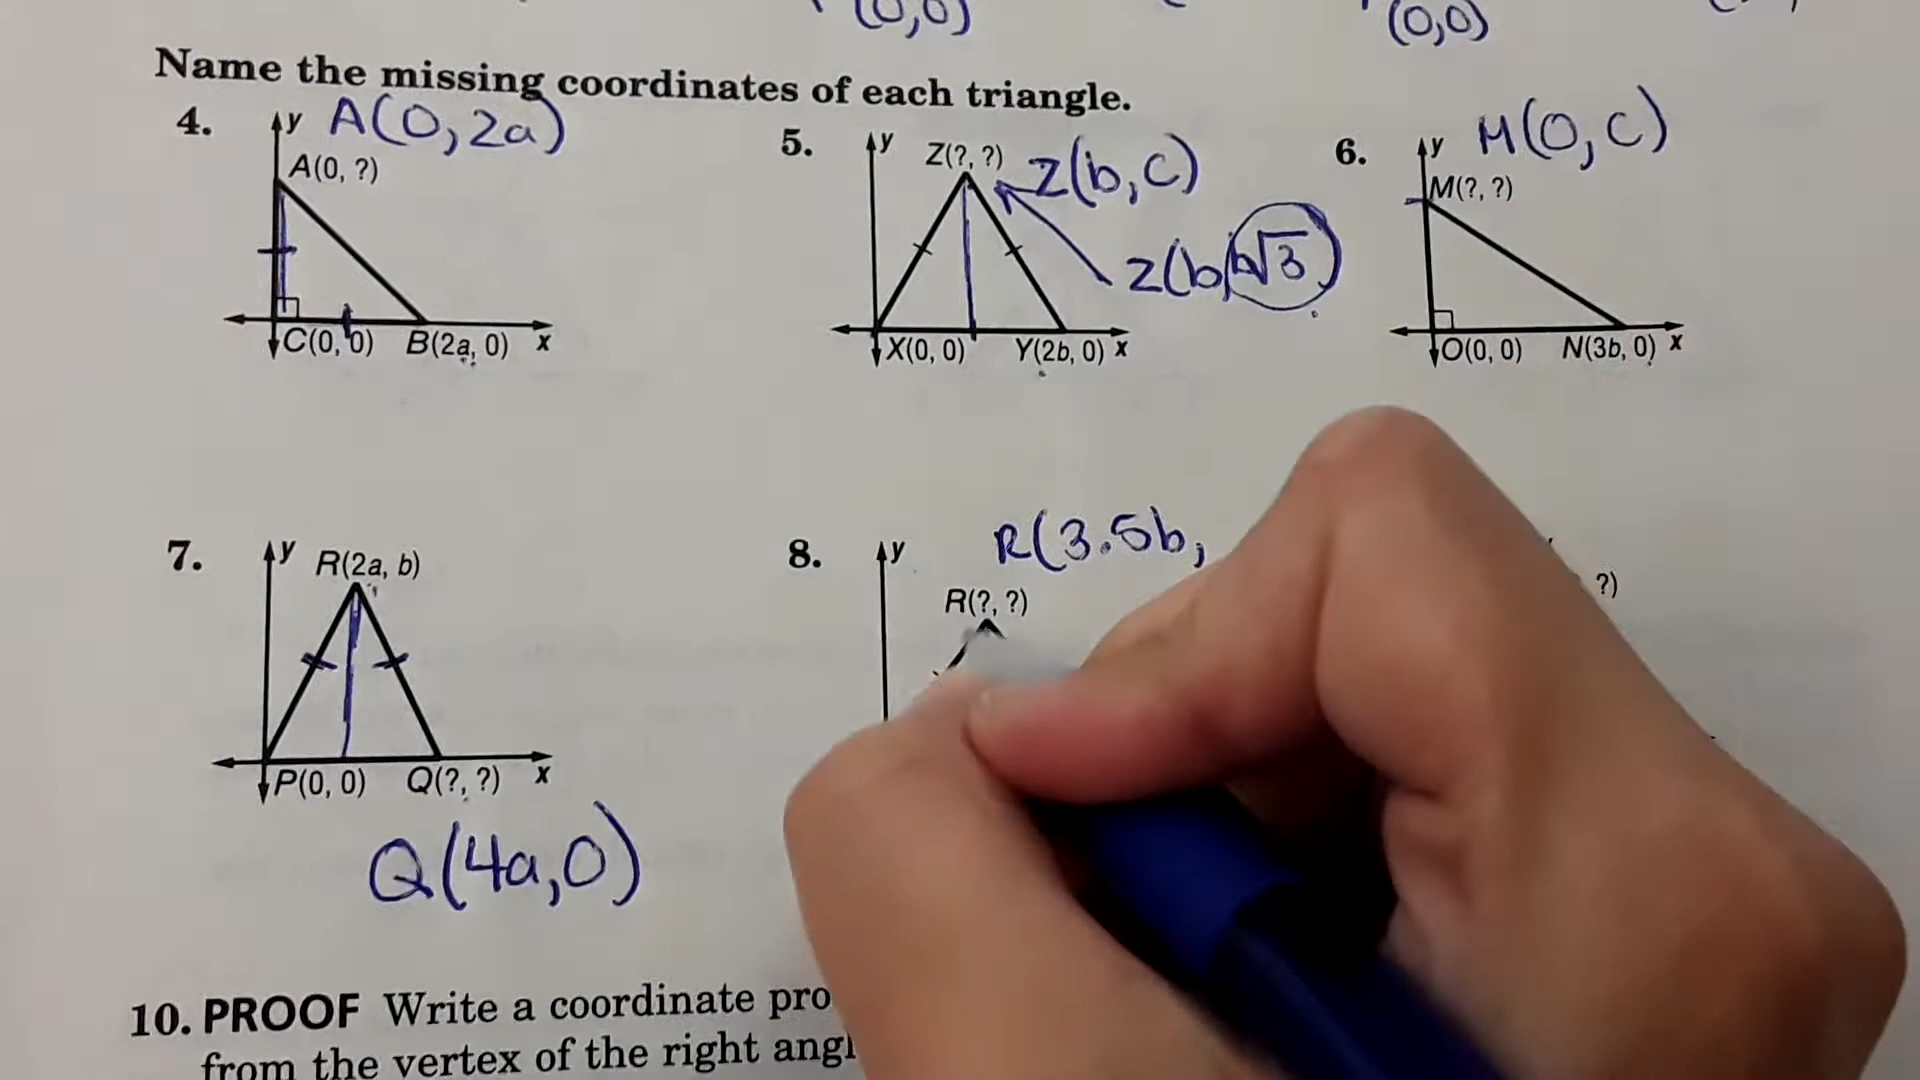 (0,0)
(0,0)
Name the missing coordinates of each triangle.
4.
y
A(0,2a)
A(0, ?)
C(0, 0)
B(2a, 0)
x
5.
y
Z(?, ?)
Z(b,c)
Z(b,b√3)
X(0, 0)
Y(2b, 0)
x
6.
y
M(0,c)
M(?, ?)
O(0, 0)
N(3b, 0)
x
7.
y
R(2a, b)
P(0, 0)
Q(?, ?)
x
Q(4a,0)
8.
y
R(3.5b,
R(?, ?)
?)
10. PROOF Write a coordinate
from the vertex of the right